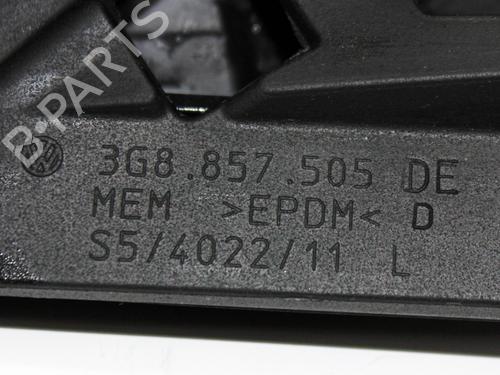 B-PARTS
3G8.857.505 DE
MEM >EPDM< D
S5/4022/11 L